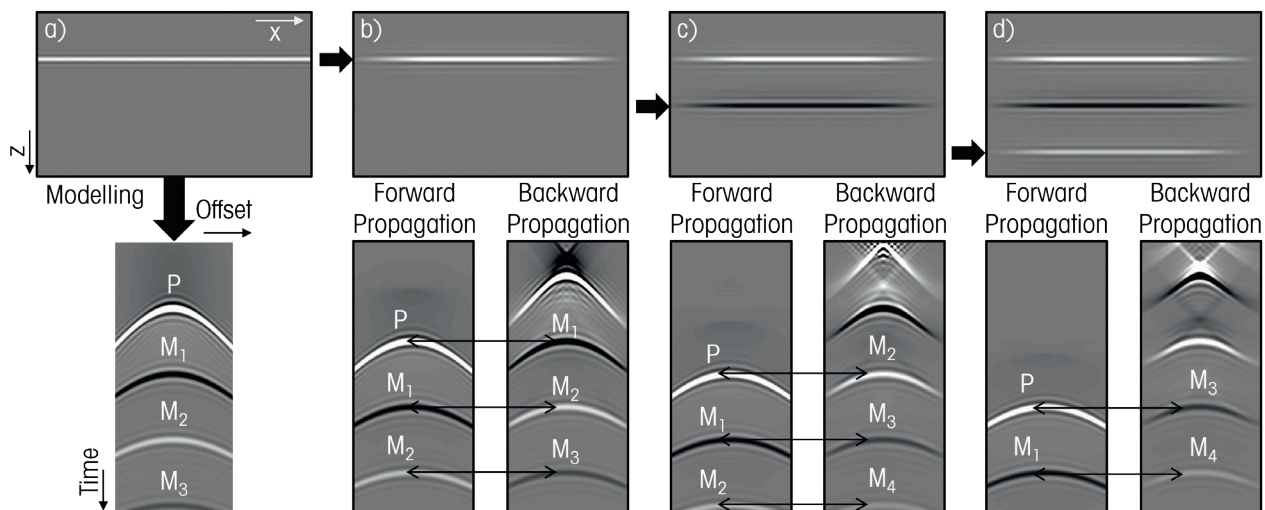 a)
x
z
b)
c)
d)
Modelling
Offset
Time
P
M₁
M₂
M₃
Forward
Propagation
Backward
Propagation
P
M₁
M₂
M₁
M₂
M₃
Forward
Propagation
Backward
Propagation
P
M₁
M₂
M₂
M₃
M₄
Forward
Propagation
Backward
Propagation
P
M₁
M₃
M₄